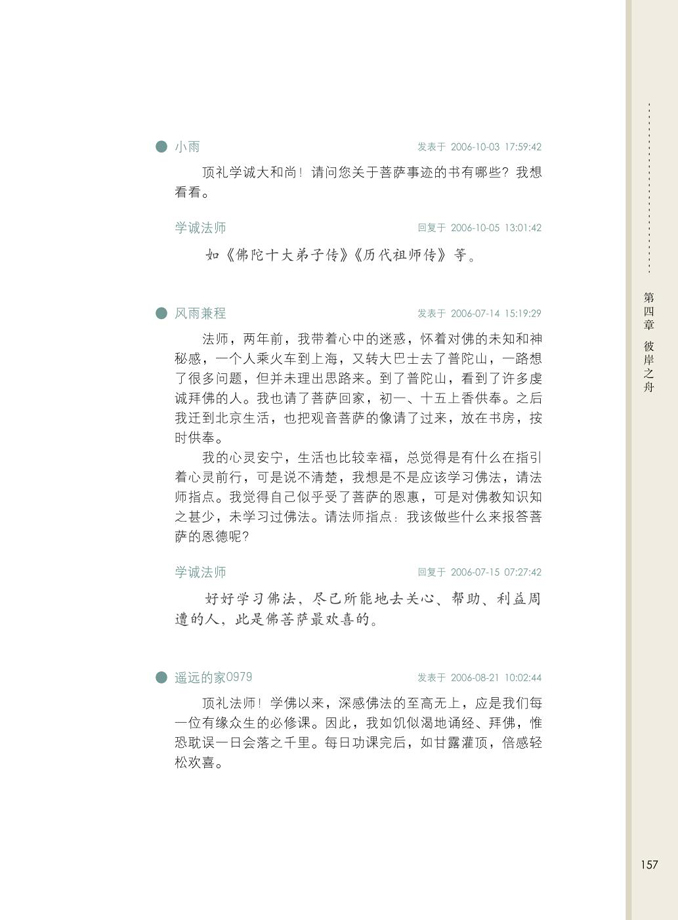 小雨 发表于 2006-10-03 17:59:42
顶礼学诚大和尚！请问您关于菩萨事迹的书有哪些？我想
看看。
学诚法师 回复于 2006-10-05 13:01:42
如《佛陀十大弟子传》《历代祖师传》等。
风雨兼程 发表于 2006-07-14 15:19:29
法师，两年前，我带着心中的迷惑，怀着对佛的未知和神
秘感，一个人乘火车到上海，又转大巴士去了普陀山，一路想
了很多问题，但并未理出思路来。到了普陀山，看到了许多虔
诚拜佛的人。我也请了菩萨回家，初一、十五上香供奉。之后
我迁到北京生活，也把观音菩萨的像请了过来，放在书房，按
时供奉。
我的心灵安宁，生活也比较幸福，总觉得是有什么在指引
着心灵前行，可是说不清楚，我想是不是应该学习佛法，请法
师指点。我觉得自己似乎受了菩萨的恩惠，可是对佛教知识知
之甚少，未学习过佛法。请法师指点：我该做些什么来报答菩
萨的恩德呢？
学诚法师 回复于 2006-07-15 07:27:42
好好学习佛法，尽己所能地去关心、帮助、利益周
遭的人，此是佛菩萨最欢喜的。
遥远的家0979 发表于 2006-08-21 10:02:44
顶礼法师！学佛以来，深感佛法的至高无上，应是我们每
一位有缘众生的必修课。因此，我如饥似渴地诵经、拜佛，惟
恐耽误一日会落之千里。每日功课完后，如甘露灌顶，倍感轻
松欢喜。
第四章 彼岸之舟
157